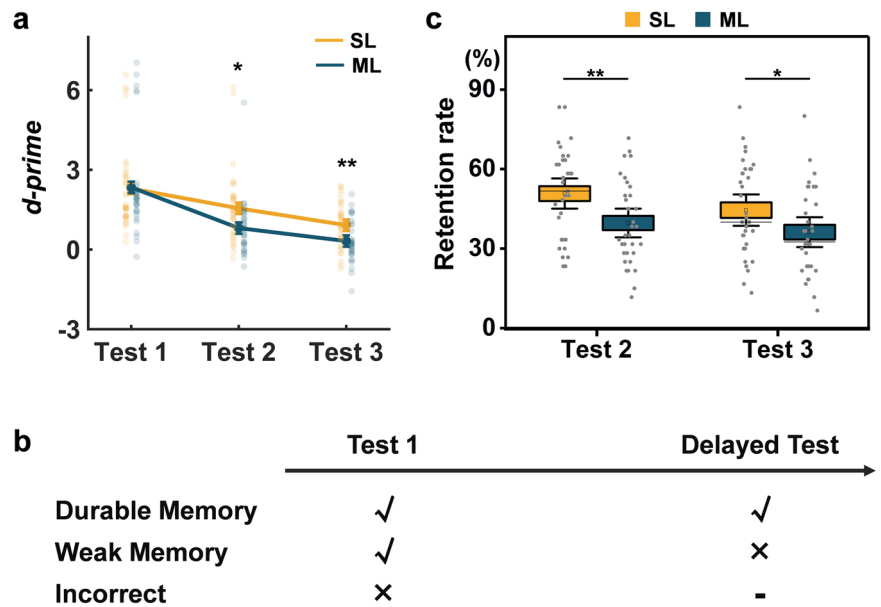 a
SL
ML
*
**
d-prime
6
3
0
-3
Test 1 Test 2 Test 3
c
SL ML
(%)
Retention rate
90
60
30
0
** *
Test 2 Test 3
b
Test 1 Delayed Test
Durable Memory √ √
Weak Memory √ ×
Incorrect × -